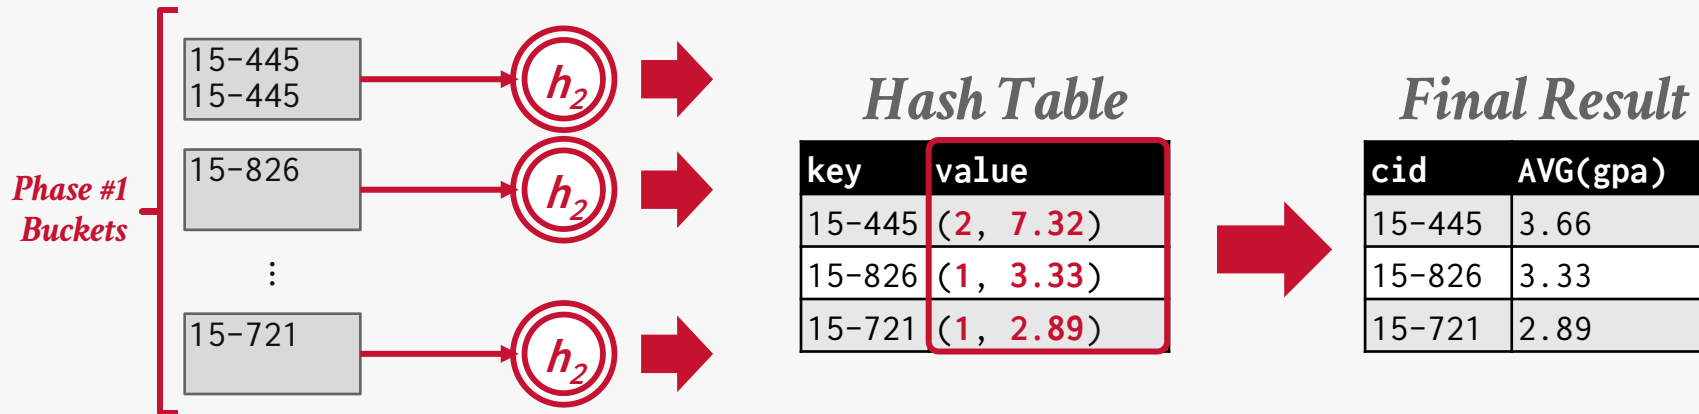 Phase #1
Buckets
15-445
15-445
15-826
⋮
15-721
h2
h2
h2
Hash Table
key value
15-445 (2, 7.32)
15-826 (1, 3.33)
15-721 (1, 2.89)
Final Result
cid AVG(gpa)
15-445 3.66
15-826 3.33
15-721 2.89